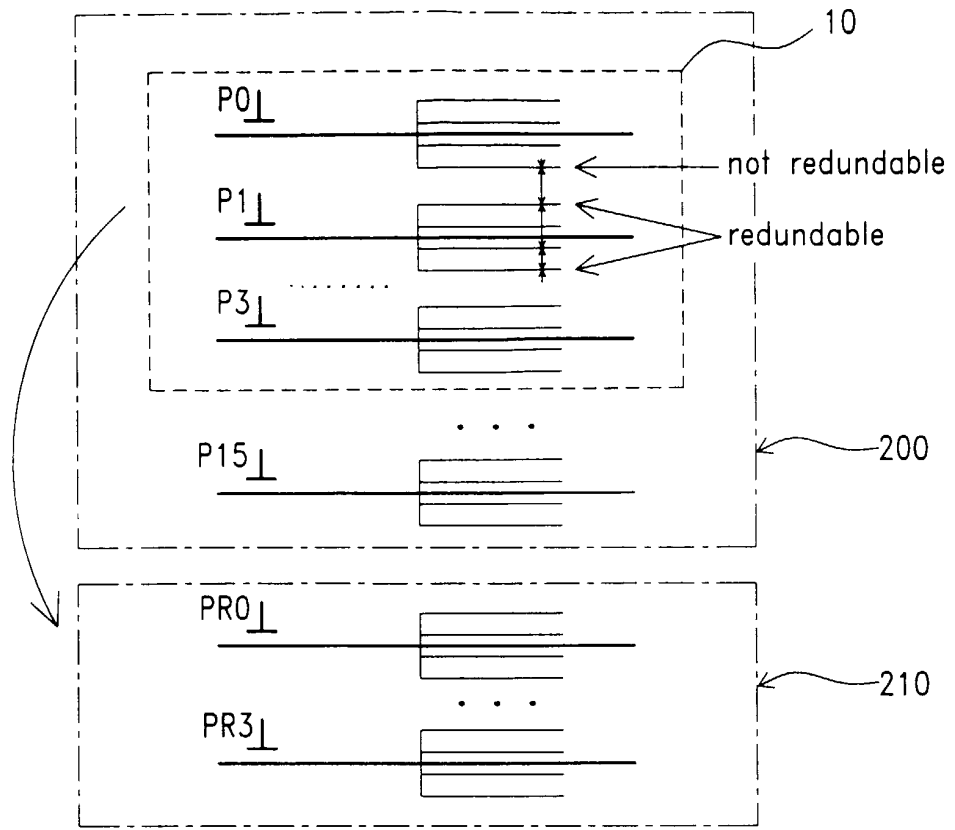 10
P0⊥
not redundable
P1⊥
redundable
P3⊥
P15⊥
200
PR0⊥
210
PR3⊥